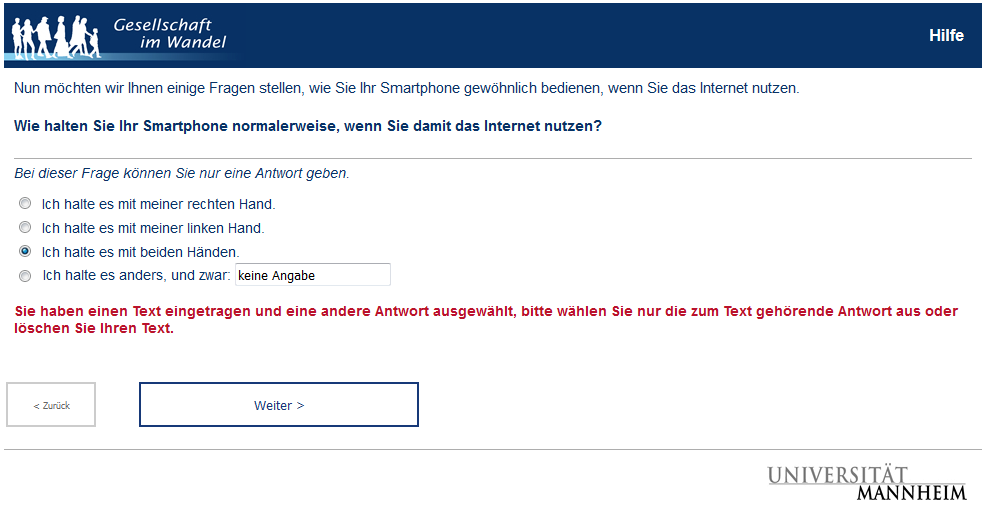 Gesellschaft
im Wandel
Hilfe
Nun möchten wir Ihnen einige Fragen stellen, wie Sie Ihr Smartphone gewöhnlich bedienen, wenn Sie das Internet nutzen.
Wie halten Sie Ihr Smartphone normalerweise, wenn Sie damit das Internet nutzen?
Bei dieser Frage können Sie nur eine Antwort geben.
Ich halte es mit meiner rechten Hand.
Ich halte es mit meiner linken Hand.
Ich halte es mit beiden Händen.
Ich halte es anders, und zwar: keine Angabe
Sie haben einen Text eingetragen und eine andere Antwort ausgewählt, bitte wählen Sie nur die zum Text gehörende Antwort aus oder
löschen Sie Ihren Text.
< Zurück
Weiter >
UNIVERSITÄT
MANNHEIM